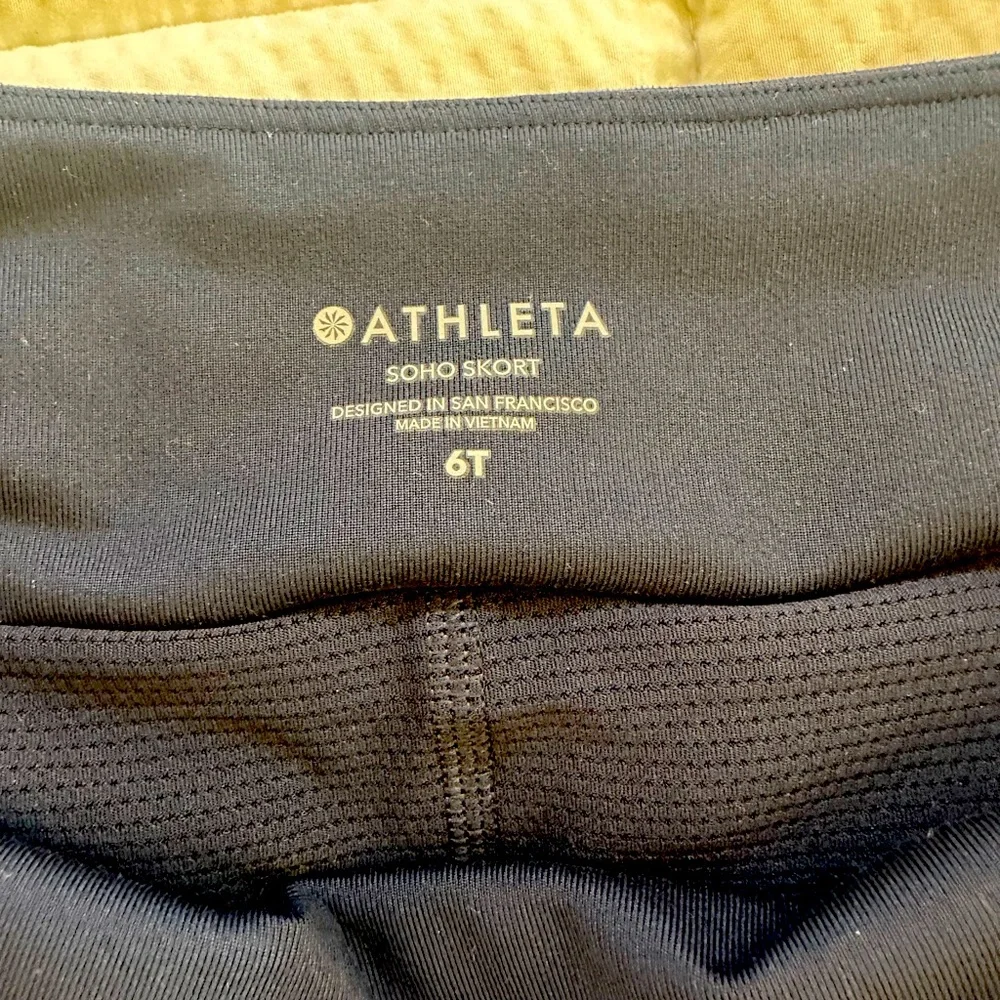 ATHLETA
SOHO SKORT
DESIGNED IN SAN FRANCISCO
MADE IN VIETNAM
6T